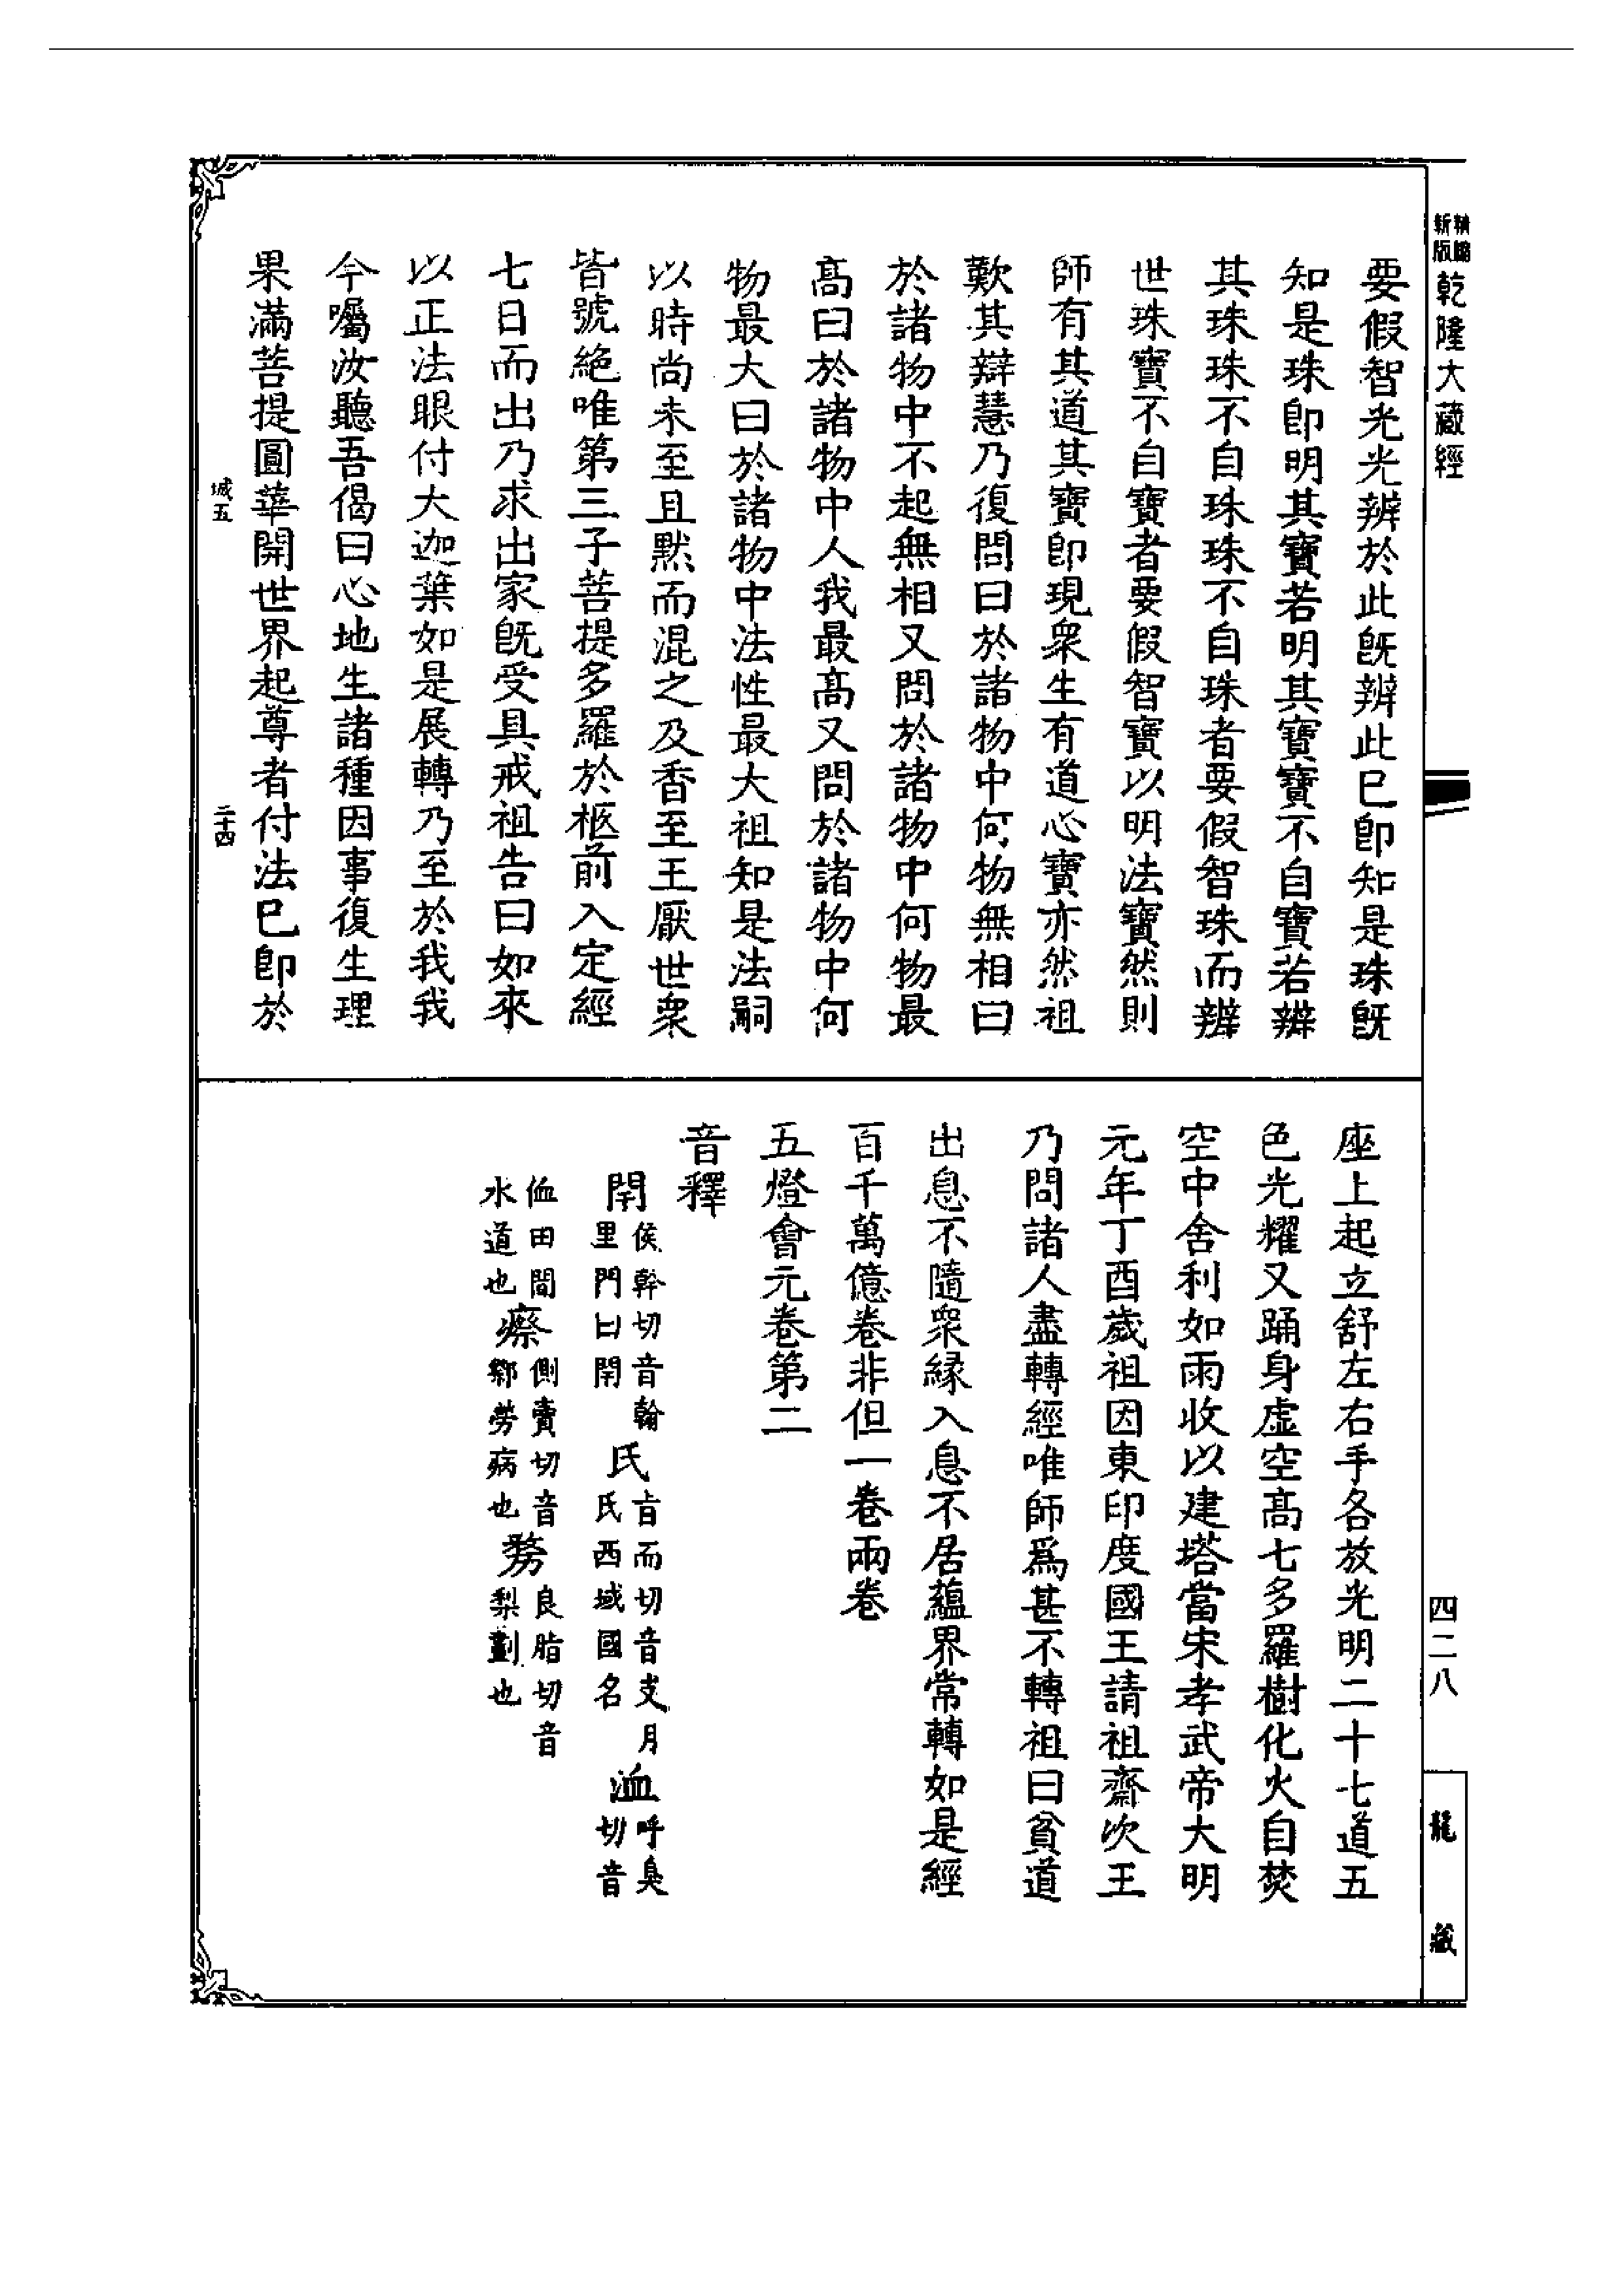 精縮新版乾隆大藏經
要假智光光辨於此既辨此已即知是珠既
知是珠即明其寶若明其寶寶不自寶若辨
其珠珠不自珠珠不自珠者要假智珠而辨
世珠寶不自寶者要假智寶以明法寶然則
師有其道其寶即現衆生有道心寶亦然祖
歎其辯慧乃復問曰於諸物中何物無相曰
於諸物中不起無相又問於諸物中何物最
高曰於諸物中人我最高又問於諸物中何
物最大曰於諸物中法性最大祖知是法嗣
以時尚未至且默而混之及香至王厭世衆
皆號絶唯第三子菩提多羅於柩前入定經
七日而出乃求出家既受具戒祖告曰如來
以正法眼付大迦葉如是展轉乃至於我我
今囑汝聽吾偈曰心地生諸種因事復生理
果滿菩提圓華開世界起尊者付法已即於
城五
二十四
座上起立舒左右手各放光明二十七道五
色光耀又踊身虛空高七多羅樹化火自焚
空中舍利如雨收以建塔當宋孝武帝大明
元年丁酉歲祖因東印度國王請祖齋次王
乃問諸人盡轉經唯師爲甚不轉祖曰貧道
出息不隨衆緣入息不居蘊界常轉如是經
百千萬億卷非但一卷兩卷
五燈會元卷第二
音釋
閈侯幹切音翰里門曰閈 氏旨而切音支月氏西域國名 洫呼臭切音
侐田間水道也 瘵側賣切音鄒勞病也 剺良脂切音梨劃也
四二八
龍藏